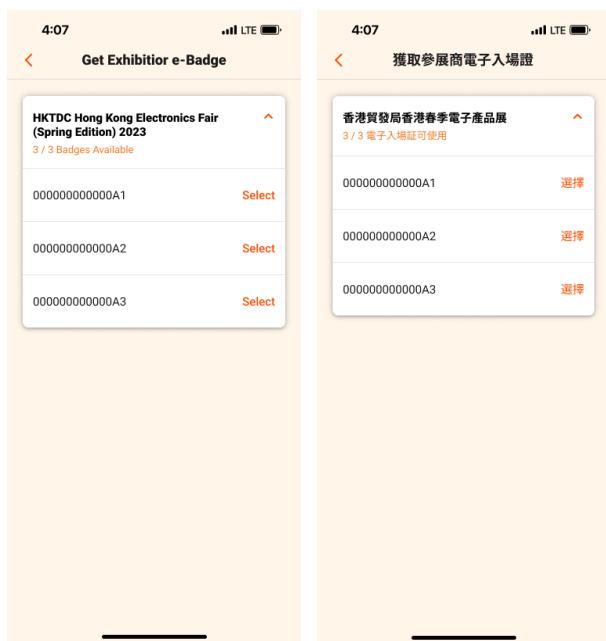 4:07
LTE
Get Exhibitior e-Badge
HKTDC Hong Kong Electronics Fair
(Spring Edition) 2023
3 / 3 Badges Available
000000000000A1
Select
000000000000A2
Select
000000000000A3
Select
4:07
LTE
獲取參展商電子入場證
香港貿發局香港春季電子產品展
3 / 3 電子入場証可使用
000000000000A1
選擇
000000000000A2
選擇
000000000000A3
選擇